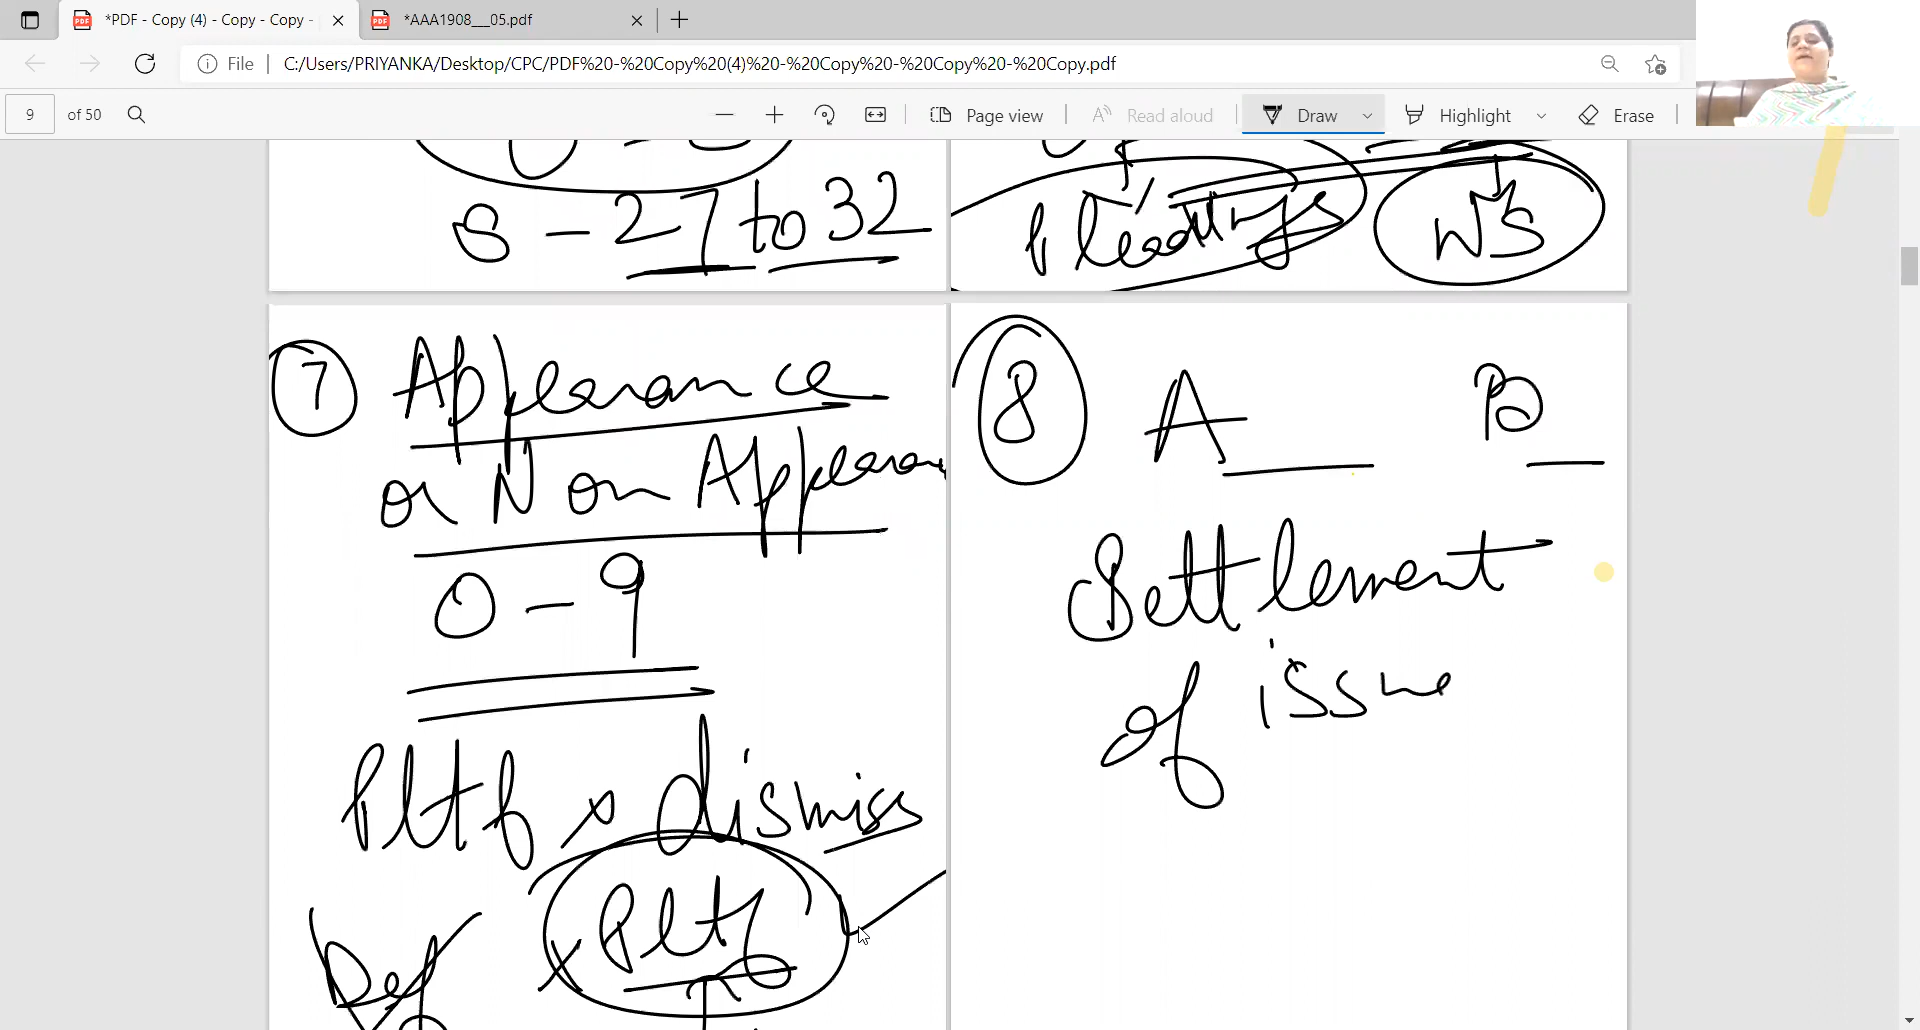 *PDF - Copy (4) - Copy - Copy -
*AAA1908___05.pdf
File
C:/Users/PRIYANKA/Desktop/CPC/PDF%20-%20Copy%20(4)%20-%20Copy%20-%20Copy%20-%20Copy.pdf
9 of 50
Page view
Read aloud
Draw
Highlight
Erase
S - 27 to 32
Pleadings WS
7 Appearance
or Non Appearan
O - 9
Pltf x dismiss
x Pltf
Def
8 A B
Settlement
of issue